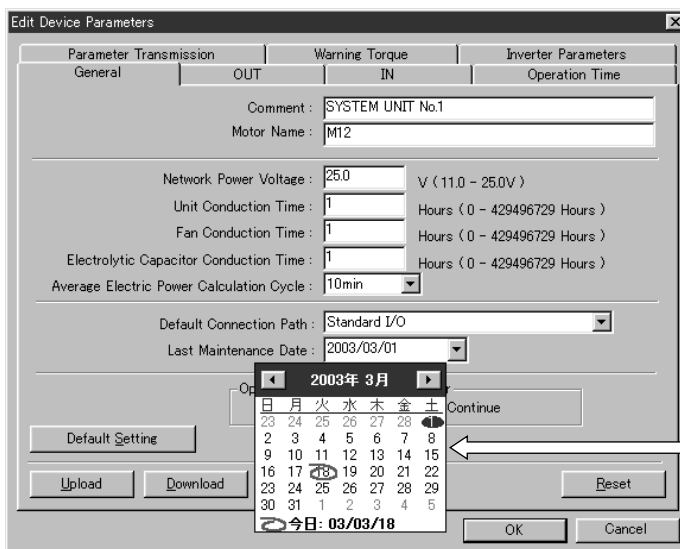 Edit Device Parameters
Parameter Transmission Warning Torque Inverter Parameters
General OUT IN Operation Time
Comment : SYSTEM UNIT No.1
Motor Name : M12
Network Power Voltage : 25.0 V ( 11.0 - 25.0V )
Unit Conduction Time : 1 Hours ( 0 - 429496729 Hours )
Fan Conduction Time : 1 Hours ( 0 - 429496729 Hours )
Electrolytic Capacitor Conduction Time : 1 Hours ( 0 - 429496729 Hours )
Average Electric Power Calculation Cycle : 10min
Default Connection Path : Standard I/O
Last Maintenance Date : 2003/03/01
2003年 3月
日 月 火 水 木 金 土
Continue
23 24 25 26 27 28 1
2 3 4 5 6 7 8
9 10 11 12 13 14 15
16 17 18 19 20 21 22
23 24 25 26 27 28 29
30 31 1 2 3 4 5
今日: 03/03/18
Default Setting
Upload Download Reset
OK Cancel